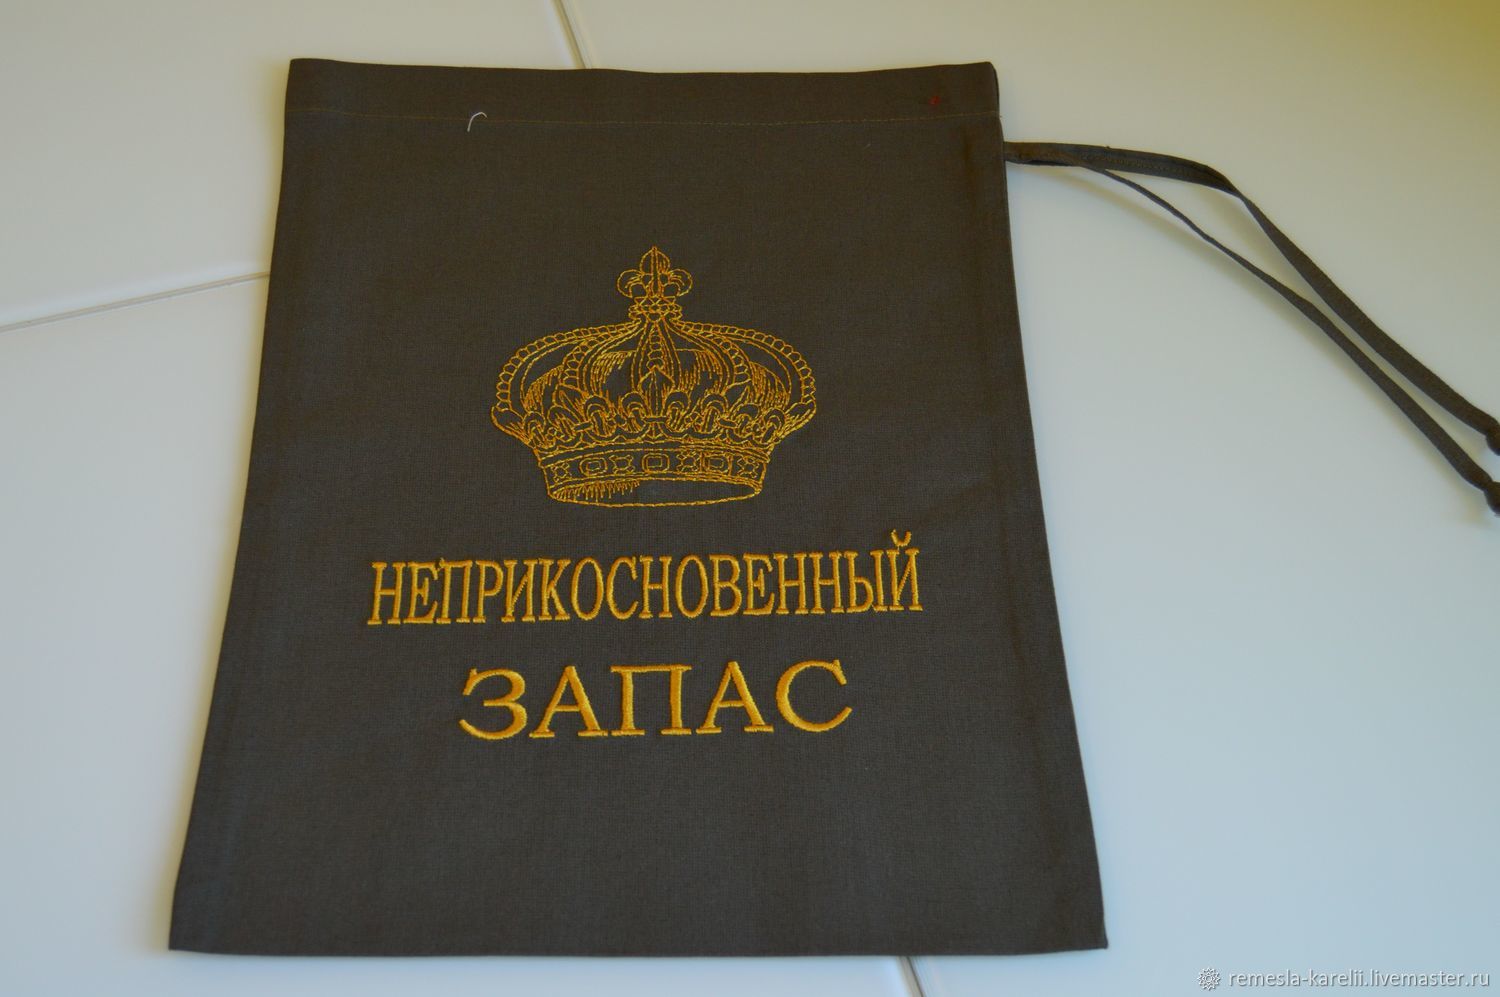 НЕПРИКОСНОВЕННЫЙ
ЗАПАС
remesla-karelii.livemaster.ru